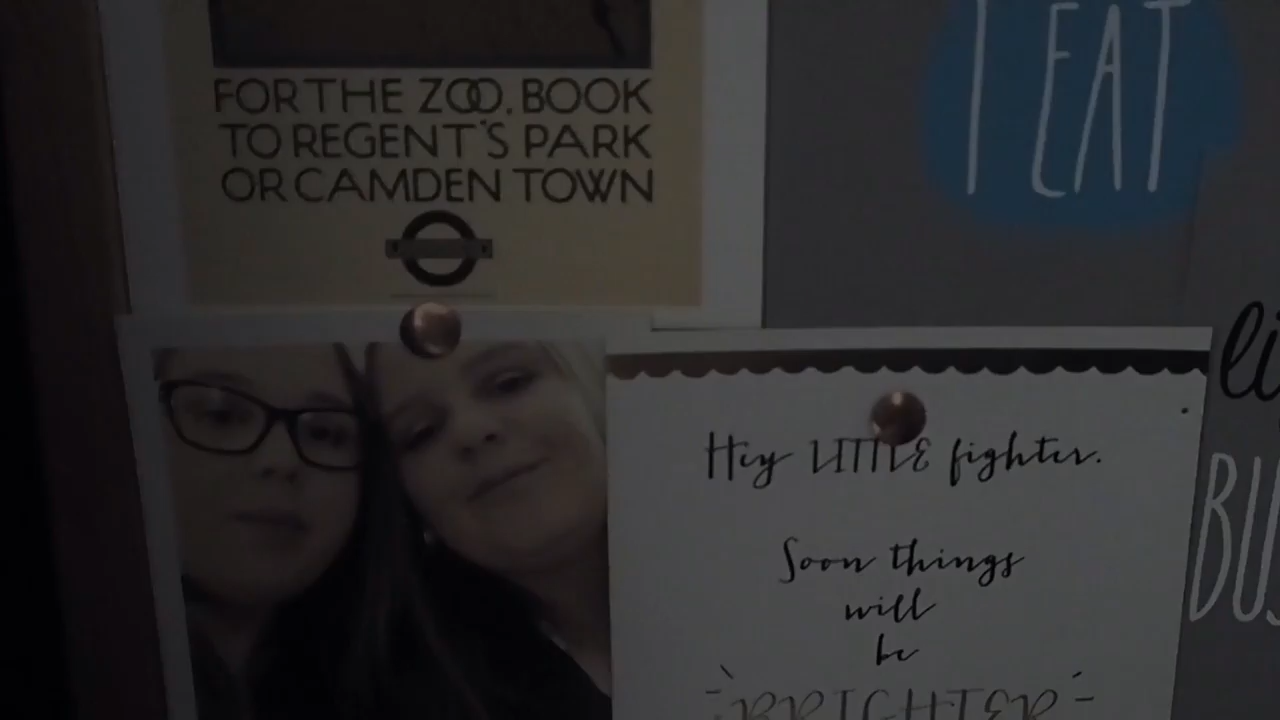 FOR THE ZOO, BOOK
TO REGENT'S PARK
OR CAMDEN TOWN
I EAT
Hey LITTLE fighter.
Soon things
will
be
BRIGHTER